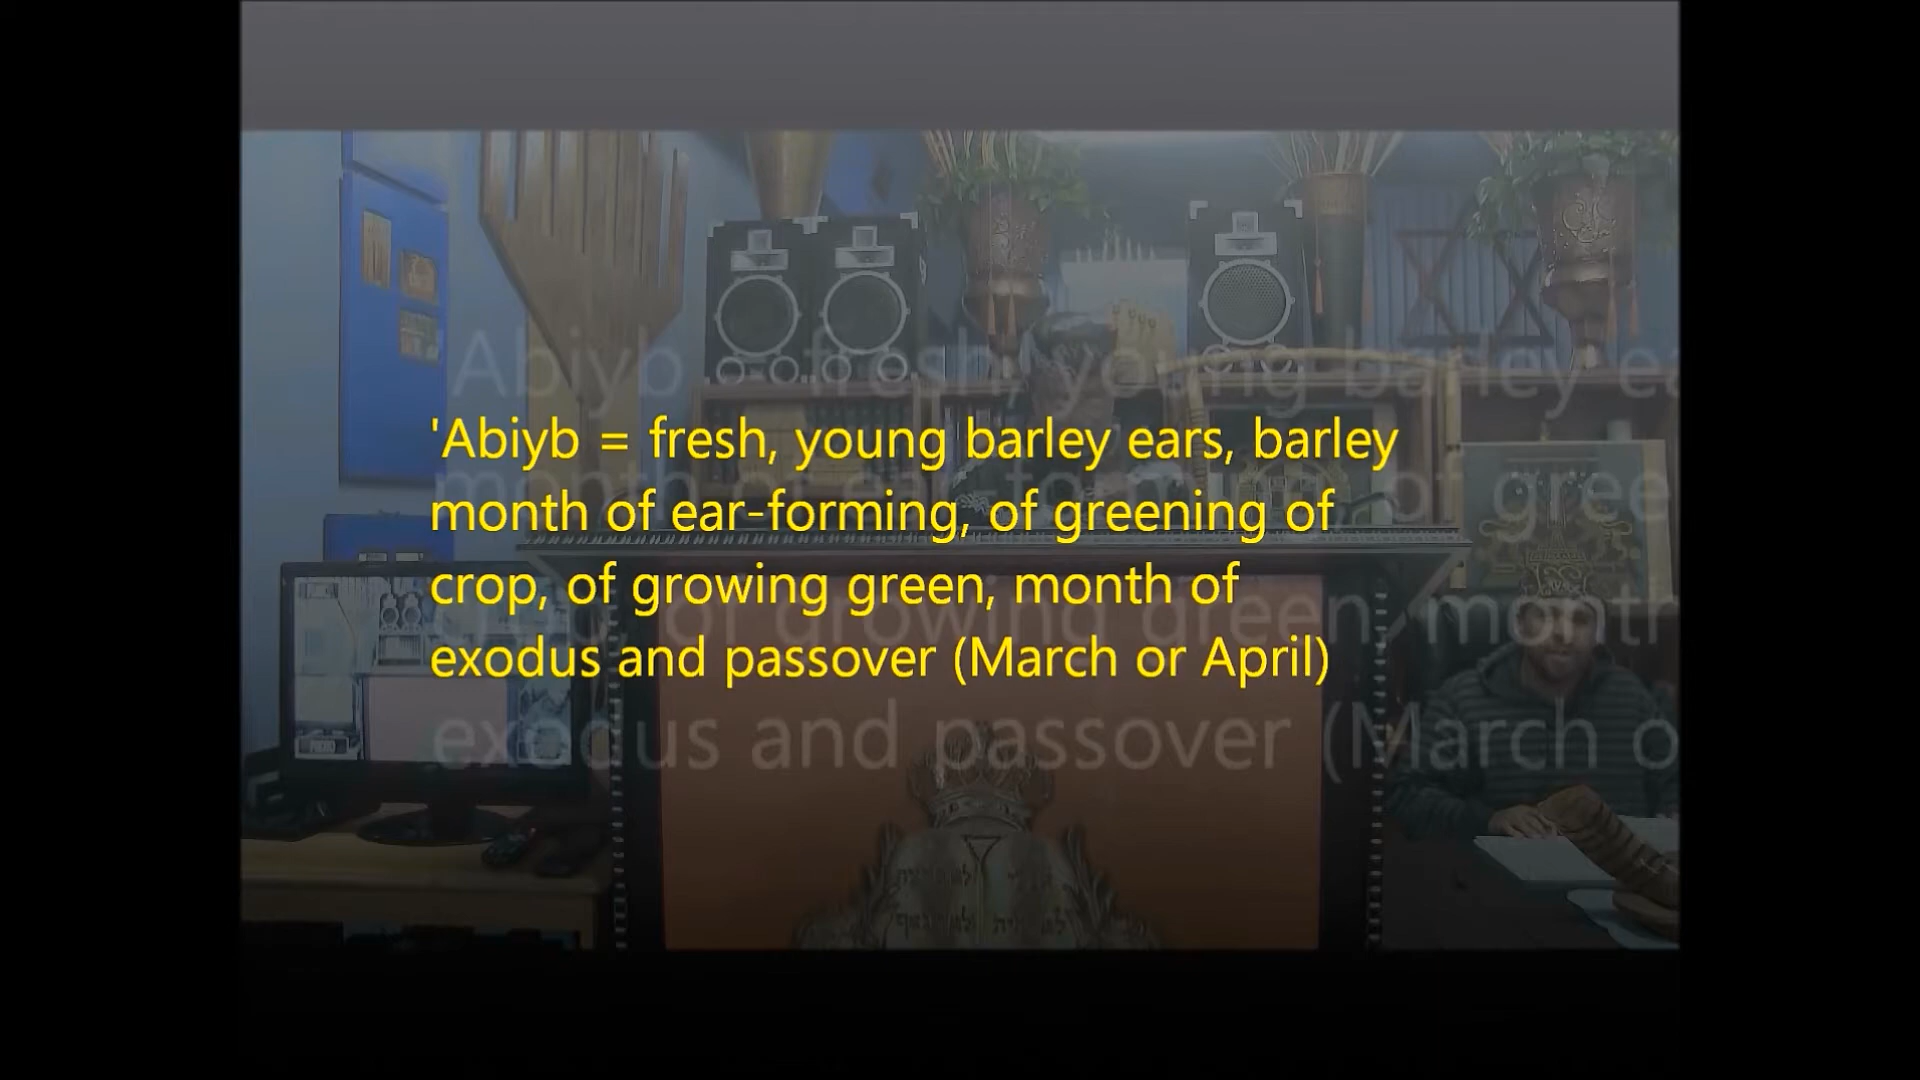 'Abiyb = fresh, young barley ears, barley
month of ear-forming, of greening of
crop, of growing green, month of
exodus and passover (March or April)